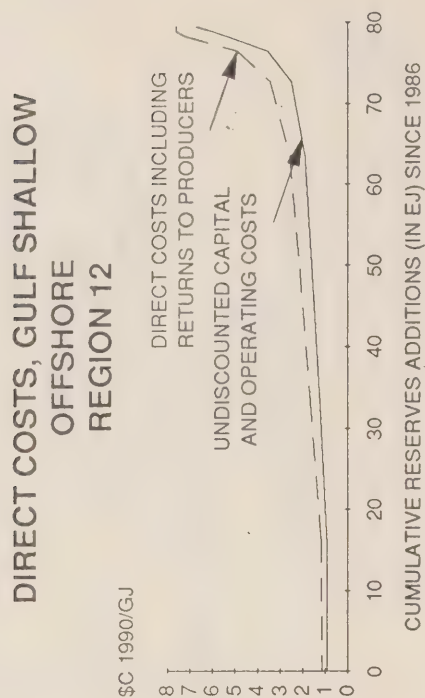 DIRECT COSTS, GULF SHALLOW
OFFSHORE
REGION 12
$C 1990/GJ
8
7
6
5
4
3
2
1
0
DIRECT COSTS INCLUDING
RETURNS TO PRODUCERS
UNDISCOUNTED CAPITAL
AND OPERATING COSTS
0 10 20 30 40 50 60 70 80
CUMULATIVE RESERVES ADDITIONS (IN EJ) SINCE 1986